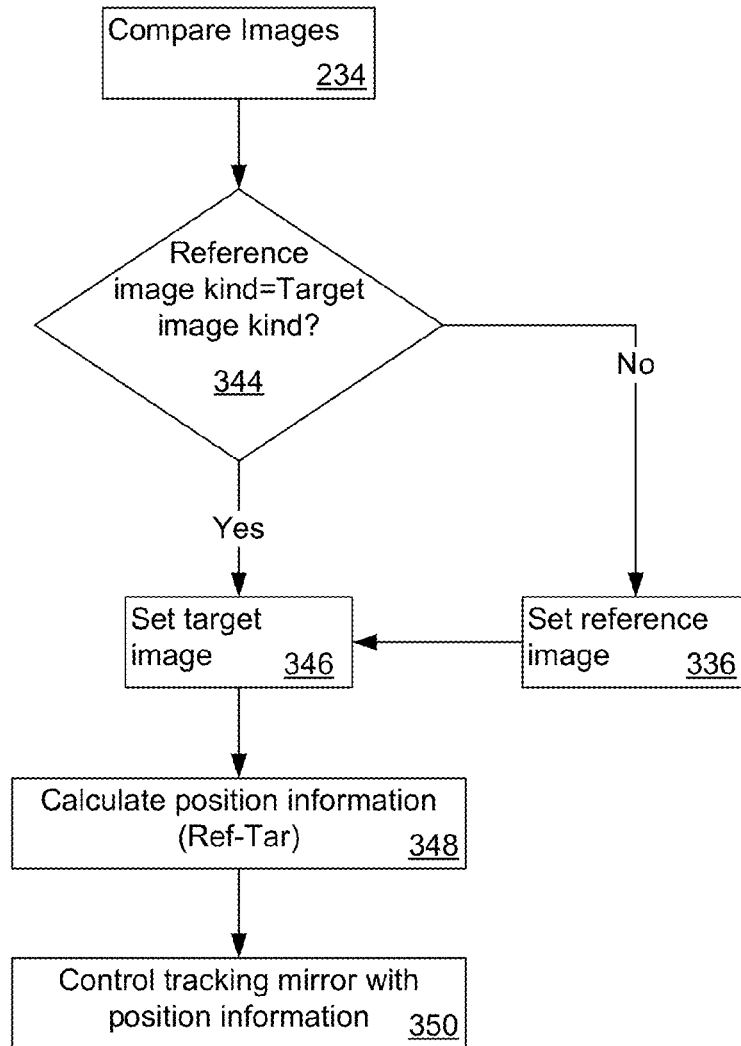 Compare Images
234
Reference
image kind=Target
image kind?
344
No
Yes
Set target
image 346
Set reference
image 336
Calculate position information
(Ref-Tar) 348
Control tracking mirror with
position information 350